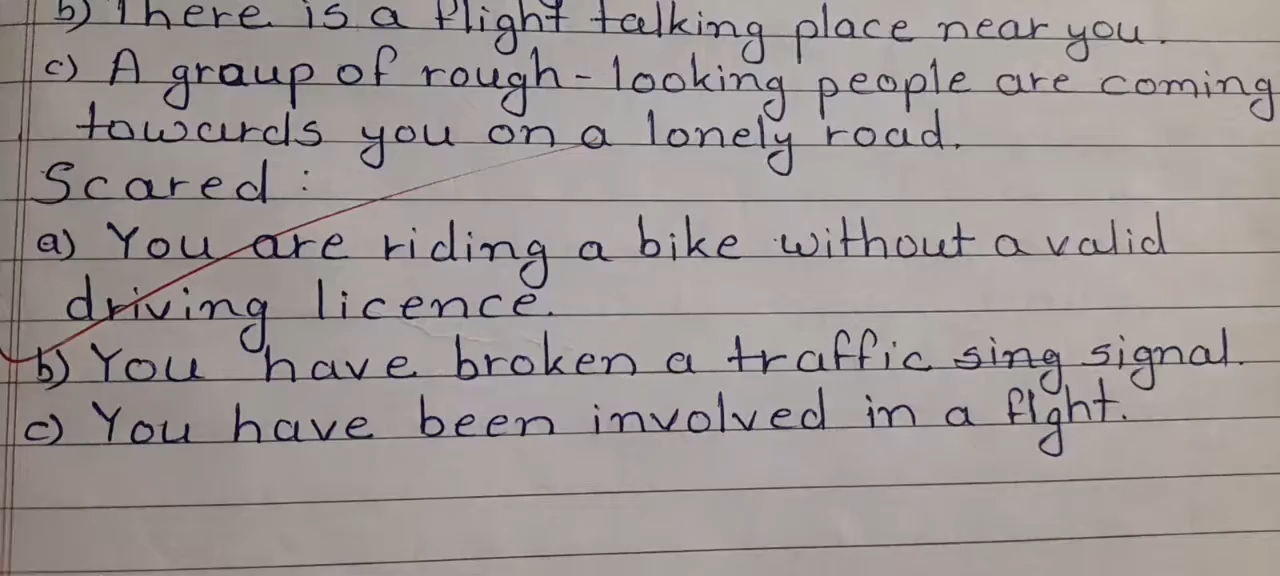 b) There is a flight talking place near you.
c) A graup of rough-looking people are coming
towards you on a lonely road.
Scared :
a) You are riding a bike without a valid
driving licence.
b) You have broken a traffic sing signal.
c) You have been involved in a fight.